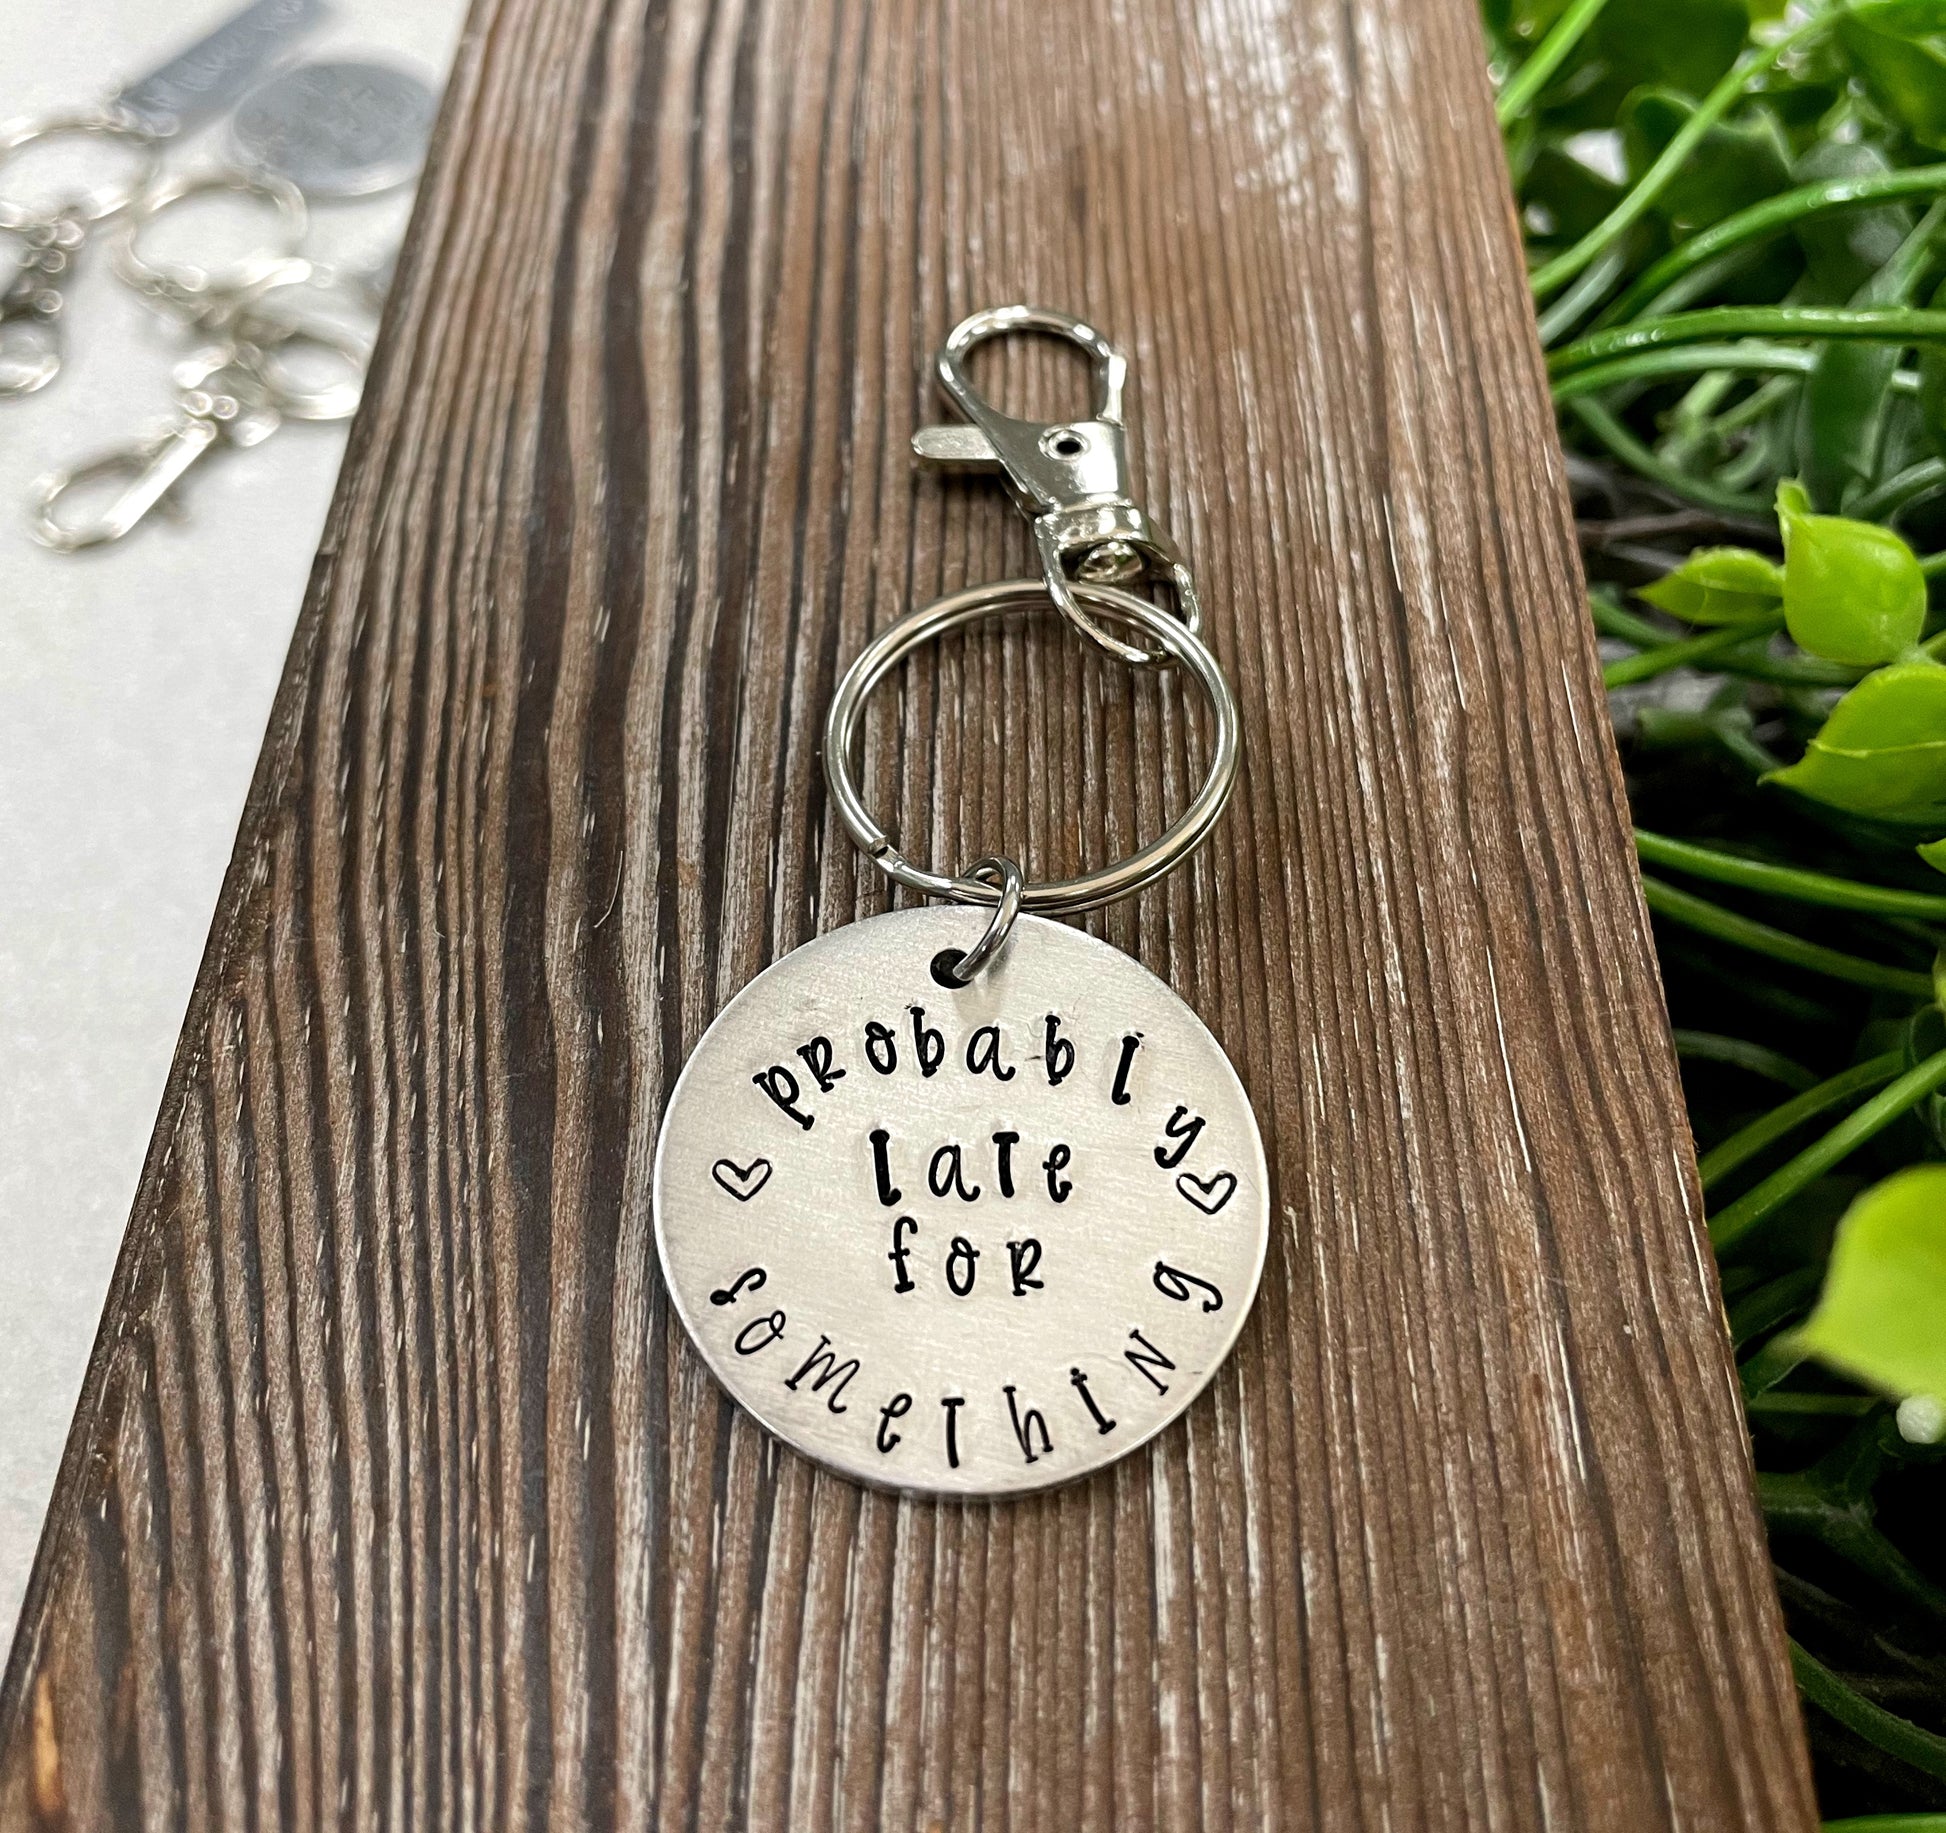 probably
late
for
something